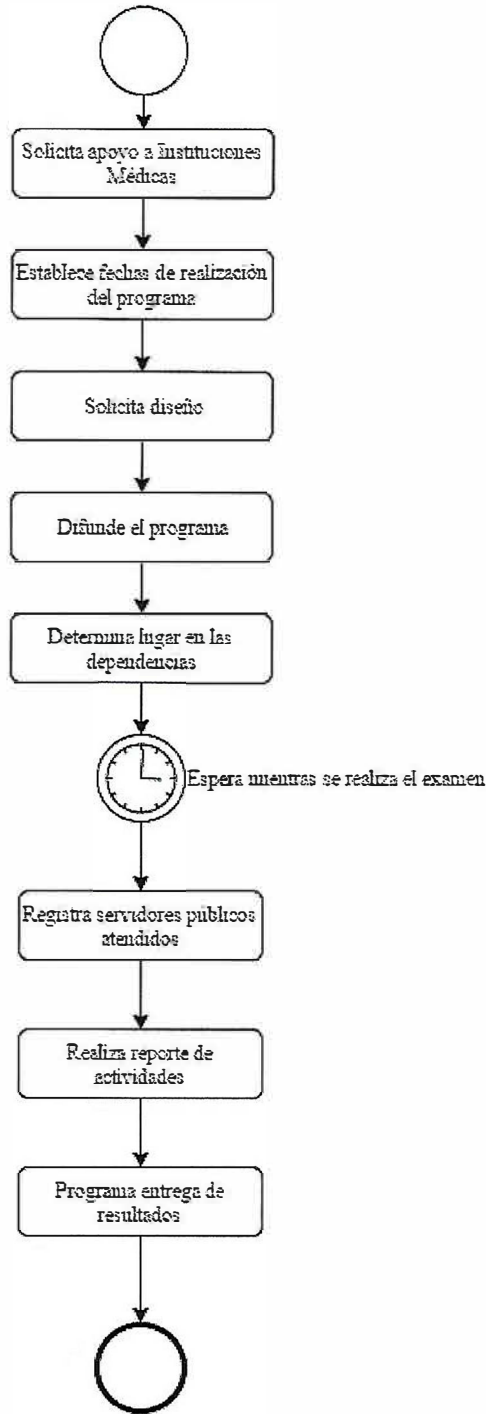 Solicita apoyo a Instituciones
Médicas
Establece fechas de realización
del programa
Solicita diseño
Difunde el programa
Determina lugar en las
dependencias
Espera mientras se realiza el examen
Registra servidores públicos
atendidos
Realiza reporte de
actividades
Programa entrega de
resultados